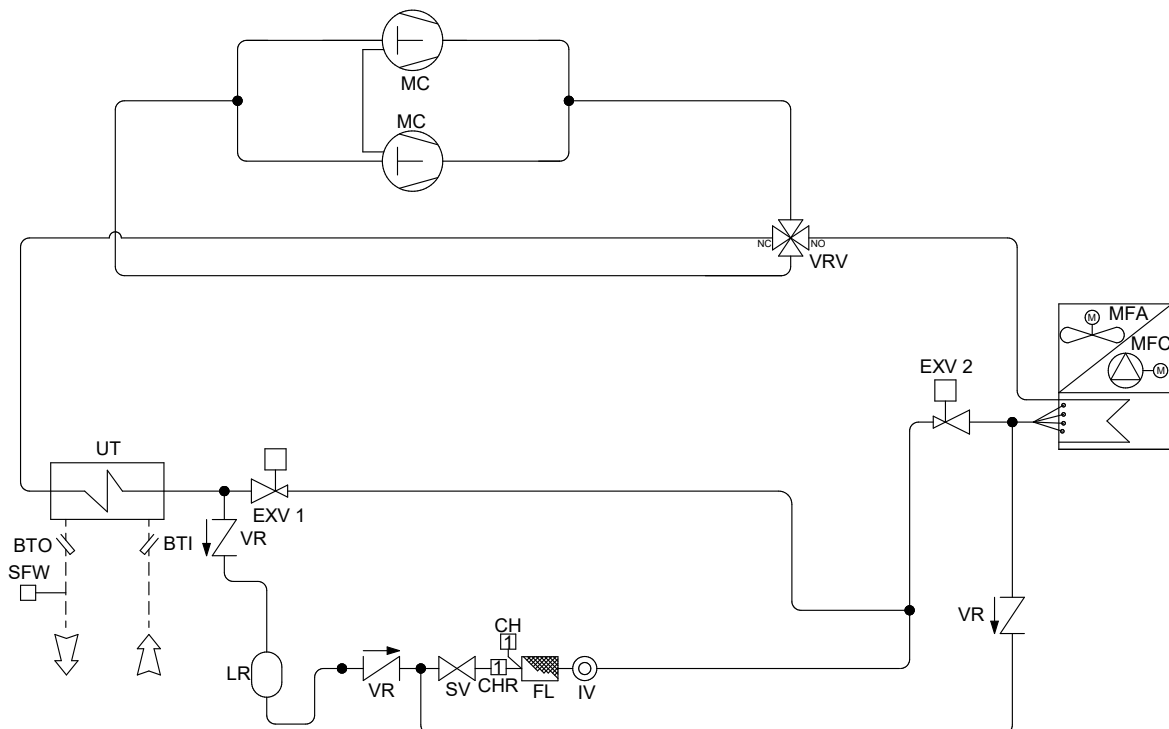 MC
MC
NC
NO
VRV
MFA
M
MFC
M
EXV 2
UT
EXV 1
BTO
BTI
VR
SFW
VR
CH
1
LR
1
VR
SV
CHR
FL
IV